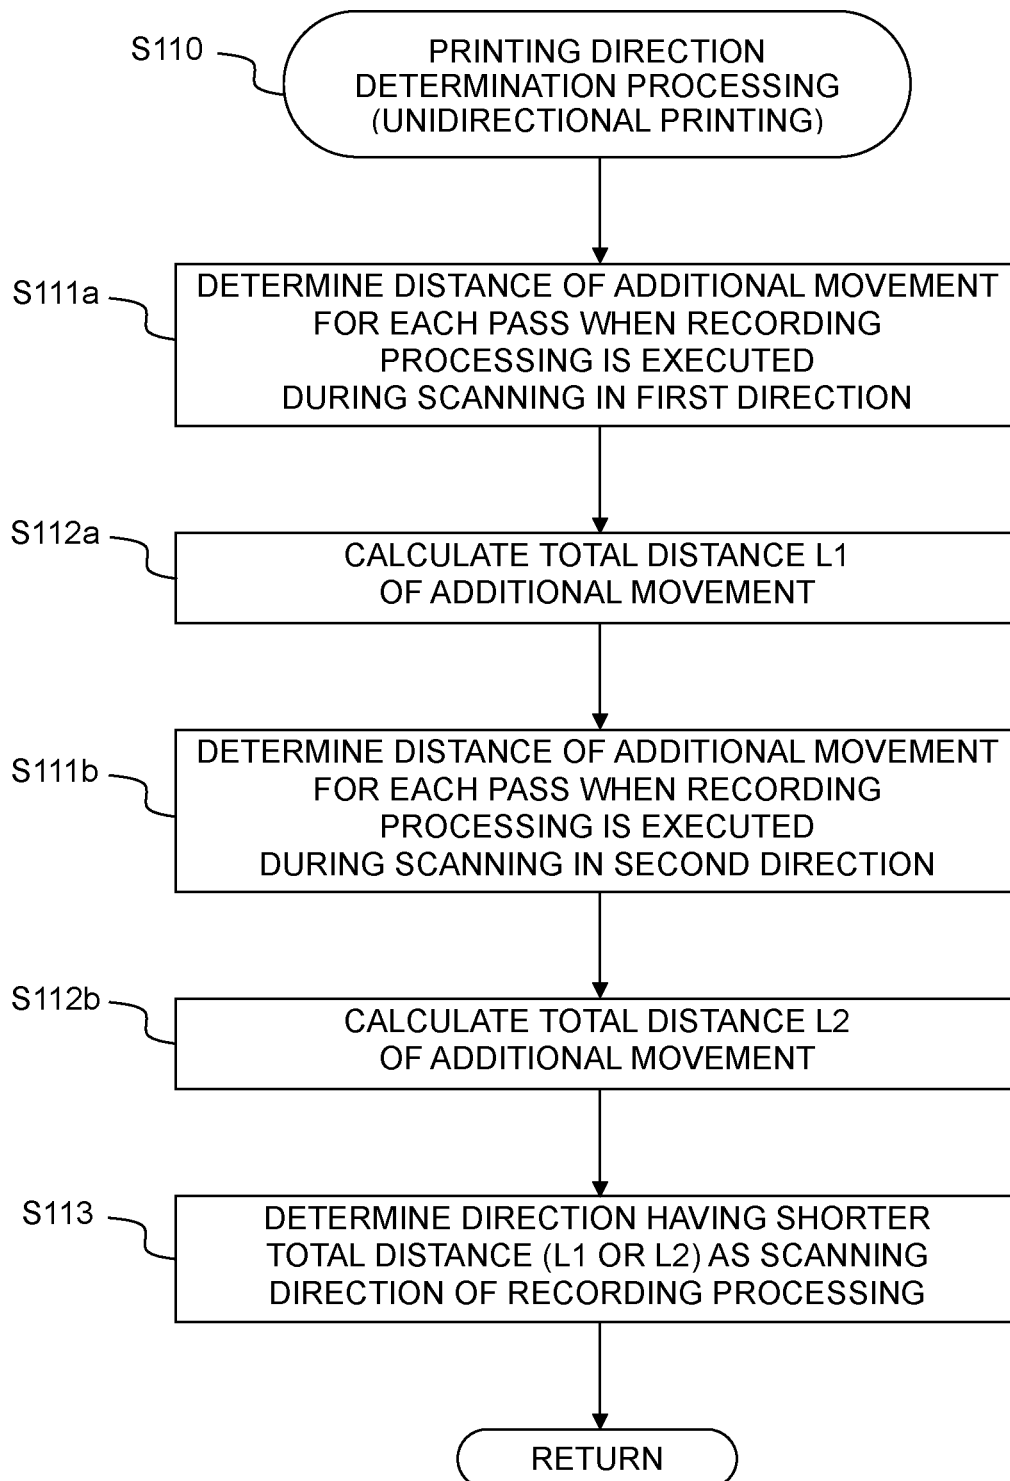 S110
PRINTING DIRECTION
DETERMINATION PROCESSING
(UNIDIRECTIONAL PRINTING)
S111a
DETERMINE DISTANCE OF ADDITIONAL MOVEMENT
FOR EACH PASS WHEN RECORDING
PROCESSING IS EXECUTED
DURING SCANNING IN FIRST DIRECTION
S112a
CALCULATE TOTAL DISTANCE L1
OF ADDITIONAL MOVEMENT
S111b
DETERMINE DISTANCE OF ADDITIONAL MOVEMENT
FOR EACH PASS WHEN RECORDING
PROCESSING IS EXECUTED
DURING SCANNING IN SECOND DIRECTION
S112b
CALCULATE TOTAL DISTANCE L2
OF ADDITIONAL MOVEMENT
S113
DETERMINE DIRECTION HAVING SHORTER
TOTAL DISTANCE (L1 OR L2) AS SCANNING
DIRECTION OF RECORDING PROCESSING
RETURN